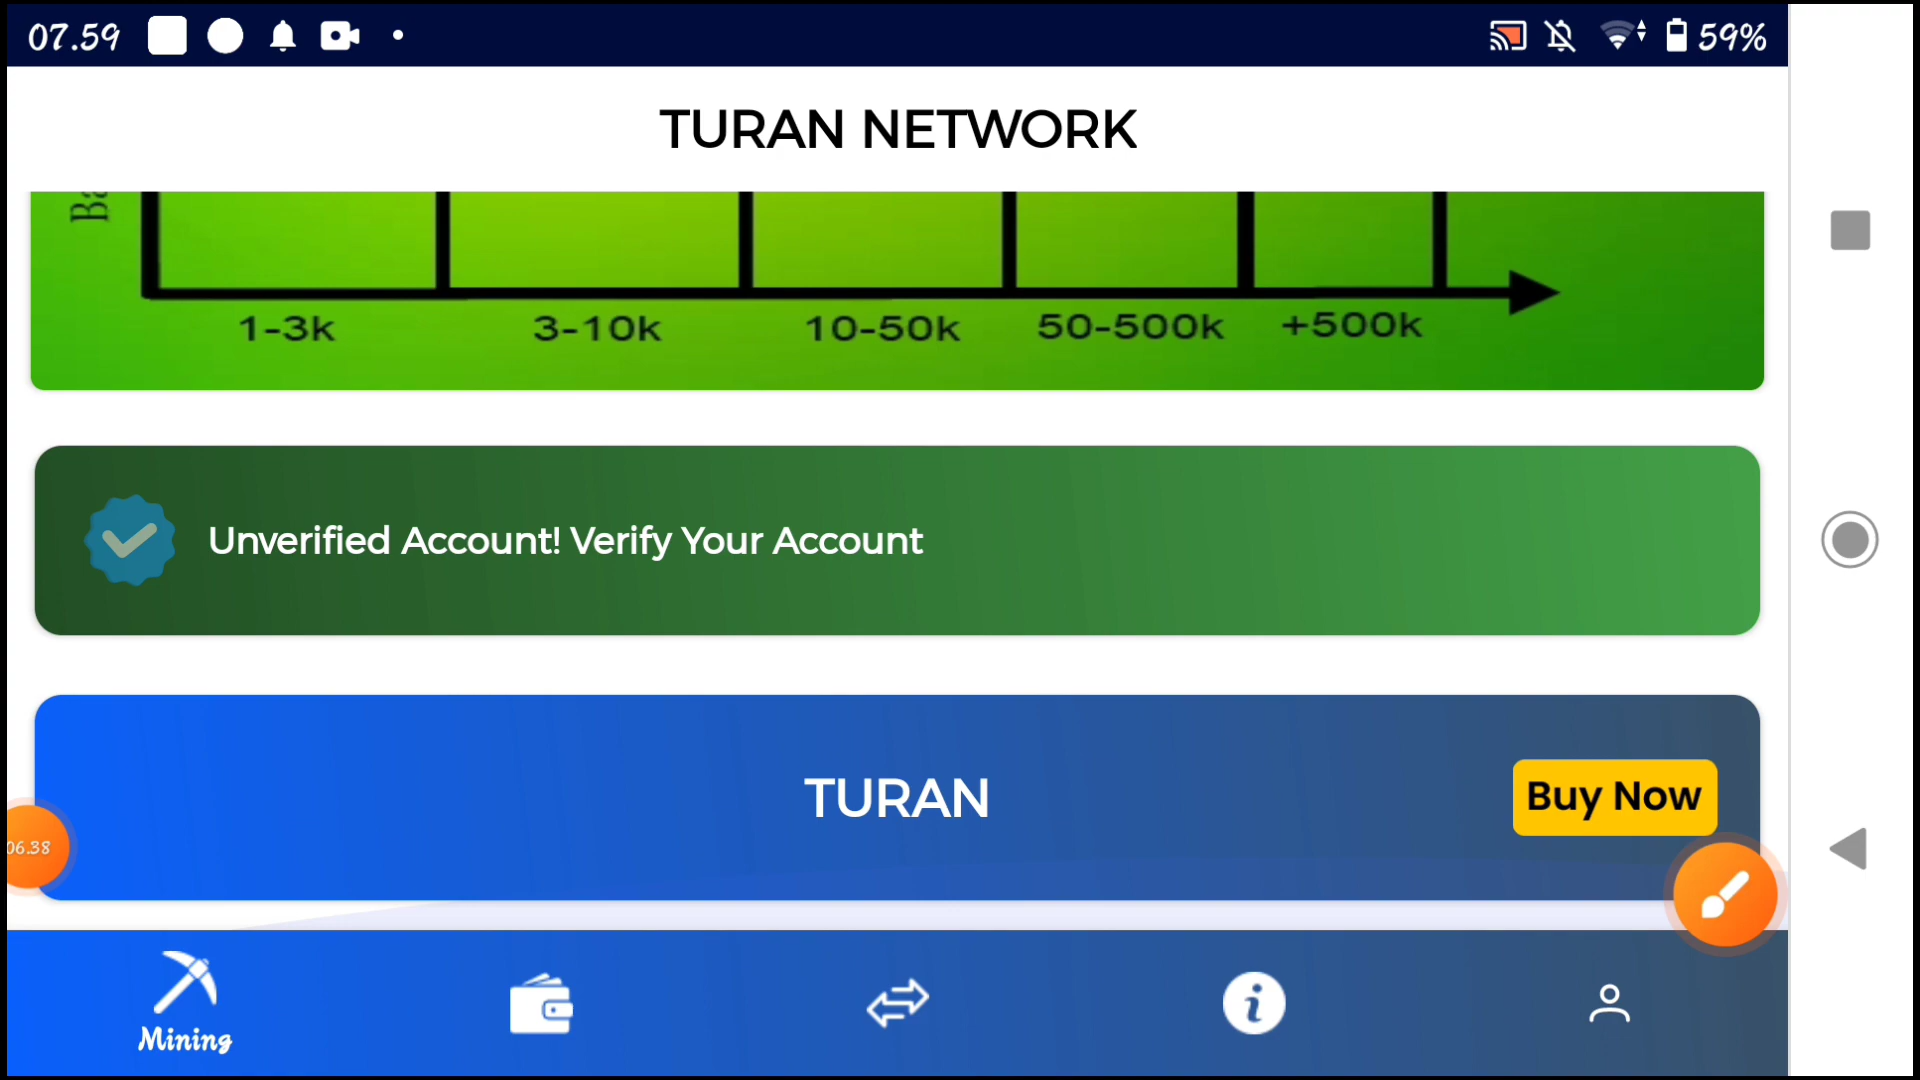 07.59
59%
TURAN NETWORK
1-3k
3-10k
10-50k
50-500k
+500k
Unverified Account! Verify Your Account
TURAN
Buy Now
06.38
Mining